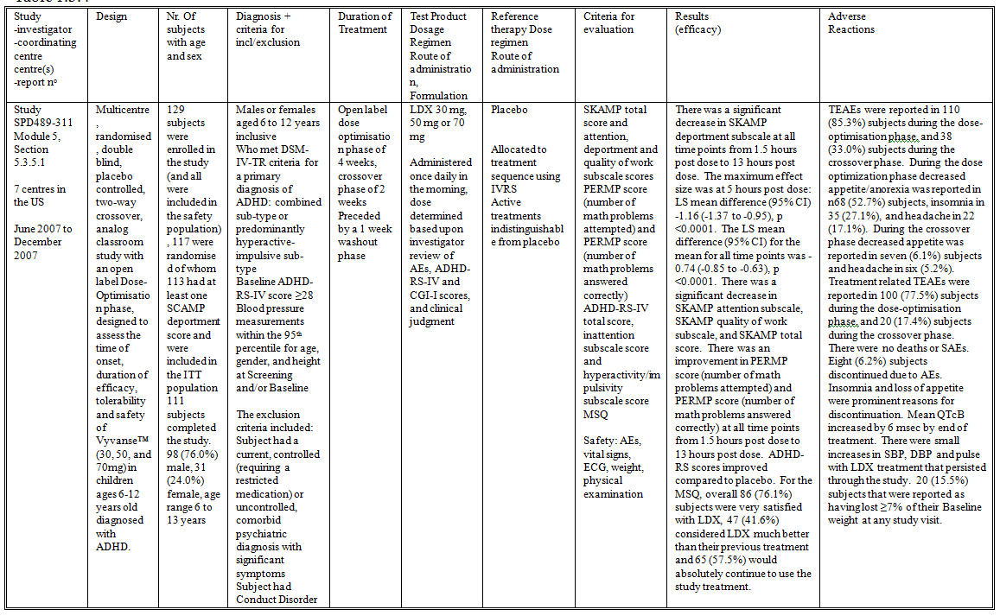 Study
-investigator
-coordinating
centre
centre(s)
-report nº
Design
Nr. Of
subjects
with age
and sex
Diagnosis +
criteria for
incl/exclusion
Duration of
Treatment
Test Product
Dosage
Regimen
Route of
administratio
n,
Formulation
Reference
therapy Dose
regimen
Route of
administration
Criteria for
evaluation
Results
(efficacy)
Adverse
Reactions
Study
SPD489-311
Module 5,
Section
5.3.5.1
7 centres in
the US
June 2007 to
December
2007
Multicentre
,
randomised
, double
blind,
placebo
controlled,
two-way
crossover,
analog
classroom
study with
an open
label Dose-
Optimisatio
n phase,
designed to
assess the
time of
onset,
duration of
efficacy,
tolerability
and safety
of
Vyvanse™
(30, 50, and
70mg) in
children
ages 6-12
years old
diagnosed
with
ADHD.
129
subjects
were
enrolled in
the study
(and all
were
included in
the safety
population)
, 117 were
randomise
d of whom
113 had at
least one
SCAMP
deportment
score and
were
included in
the ITT
population
111
subjects
completed
the study.
98 (76.0%)
male, 31
(24.0%)
female, age
range 6 to
13 years
Males or females
aged 6 to 12 years
inclusive
Who met DSM-
IV-TR criteria for
a primary
diagnosis of
ADHD: combined
sub-type or
predominantly
hyperactive-
impulsive sub-
type
Baseline ADHD-
RS-IV score ≥28
Blood pressure
measurements
within the 95th
percentile for age,
gender, and height
at Screening
and/or Baseline
The exclusion
criteria included:
Subject had a
current, controlled
(requiring a
restricted
medication) or
uncontrolled,
comorbid
psychiatric
diagnosis with
significant
symptoms
Subject had
Conduct Disorder
Open label
dose
optimisatio
n phase of
4 weeks,
crossover
phase of 2
weeks
Preceded
by a 1 week
washout
phase
LDX 30 mg,
50 mg or 70
mg
Administered
once daily in
the morning,
dose
determined
based upon
investigator
review of
AEs, ADHD-
RS-IV and
CGI-I scores,
and clinical
judgment
Placebo
Allocated to
treatment
sequence using
IVRS
Active
treatments
indistinguishabl
e from placebo
SKAMP total
score and
attention,
deportment and
quality of work
subscale scores
PERMP score
(number of
math problems
attempted) and
PERMP score
(number of
math problems
answered
correctly)
ADHD-RS-IV
total score,
inattention
subscale score
and
hyperactivity/im
pulsivity
subscale score
MSQ
Safety: AEs,
vital signs,
ECG, weight,
physical
examination
There was a significant
decrease in SKAMP
deportment subscale at all
time points from 1.5 hours
post dose to 13 hours post
dose. The maximum effect
size was at 5 hours post dose:
LS mean difference (95% CI)
-1.16 (-1.37 to -0.95), p
<0.0001. The LS mean
difference (95% CI) for the
mean for all time points was -
0.74 (-0.85 to -0.63), p
<0.0001. There was a
significant decrease in
SKAMP attention subscale,
SKAMP quality of work
subscale, and SKAMP total
score. There was an
improvement in PERMP
score (number of math
problems attempted) and
PERMP score (number of
math problems answered
correctly) at all time points
from 1.5 hours post dose to
13 hours post dose. ADHD-
RS scores improved
compared to placebo. For the
MSQ, overall 86 (76.1%)
subjects were very satisfied
with LDX, 47 (41.6%)
considered LDX much better
than their previous treatment
and 65 (57.5%) would
absolutely continue to use the
study treatment.
TEAEs were reported in 110
(85.3%) subjects during the dose-
optimisation phase, and 38
(33.0%) subjects during the
crossover phase. During the dose
optimization phase decreased
appetite/anorexia was reported in
n68 (52.7%) subjects, insomnia in
35 (27.1%), and headache in 22
(17.1%). During the crossover
phase decreased appetite was
reported in seven (6.1%) subjects
and headache in six (5.2%).
Treatment related TEAEs were
reported in 100 (77.5%) subjects
during the dose-optimisation
phase, and 20 (17.4%) subjects
during the crossover phase.
There were no deaths or SAEs.
Eight (6.2%) subjects
discontinued due to AEs.
Insomnia and loss of appetite
were prominent reasons for
discontinuation. Mean QTcB
increased by 6 msec by end of
treatment. There were small
increases in SBP, DBP and pulse
with LDX treatment that persisted
through the study. 20 (15.5%)
subjects that were reported as
having lost ≥7% of their Baseline
weight at any study visit.